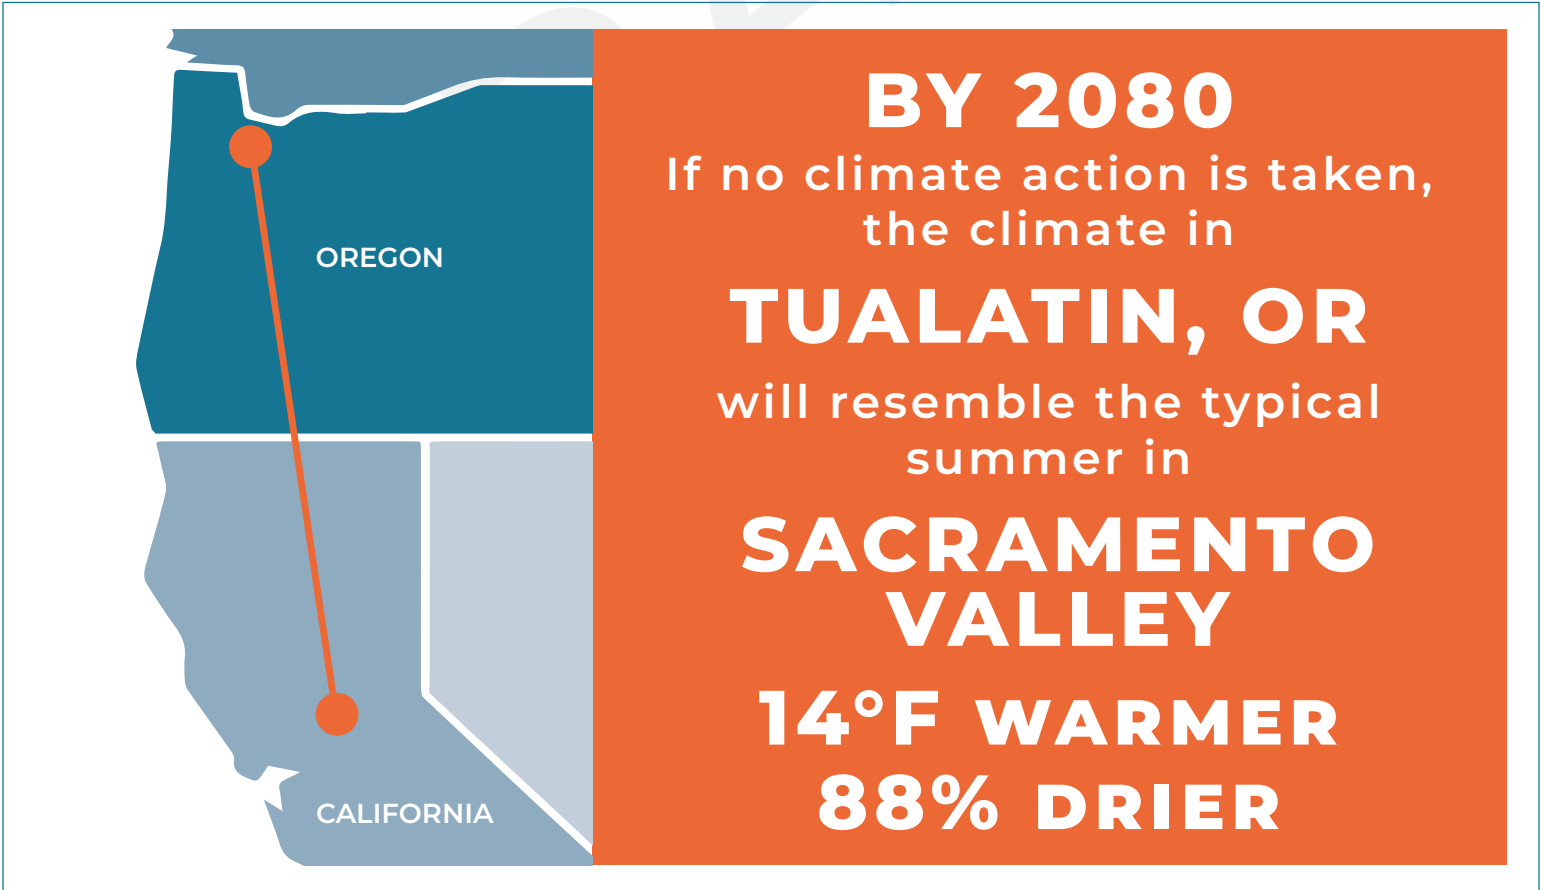 BY 2080
If no climate action is taken,
the climate in
TUALATIN, OR
will resemble the typical
summer in
SACRAMENTO
VALLEY
14°F WARMER
88% DRIER
OREGON
CALIFORNIA